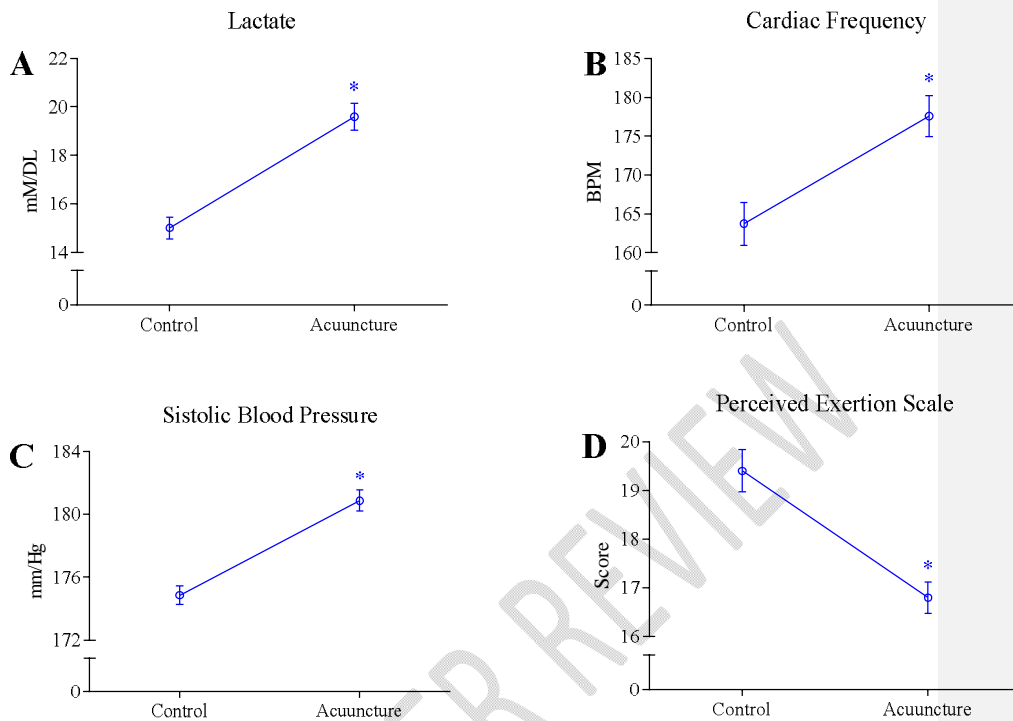 Lactate
A
22
20
18
16
14
0
mM/DL
*
Control
Acuuncture
Cardiac Frequency
B
185
180
175
170
165
160
0
BPM
*
Control
Acuuncture
Sistolic Blood Pressure
C
184
180
176
172
0
mm/Hg
*
Control
Acuuncture
Perceived Exertion Scale
D
20
19
18
17
16
0
Score
*
Control
Acuuncture
ER REVIEW